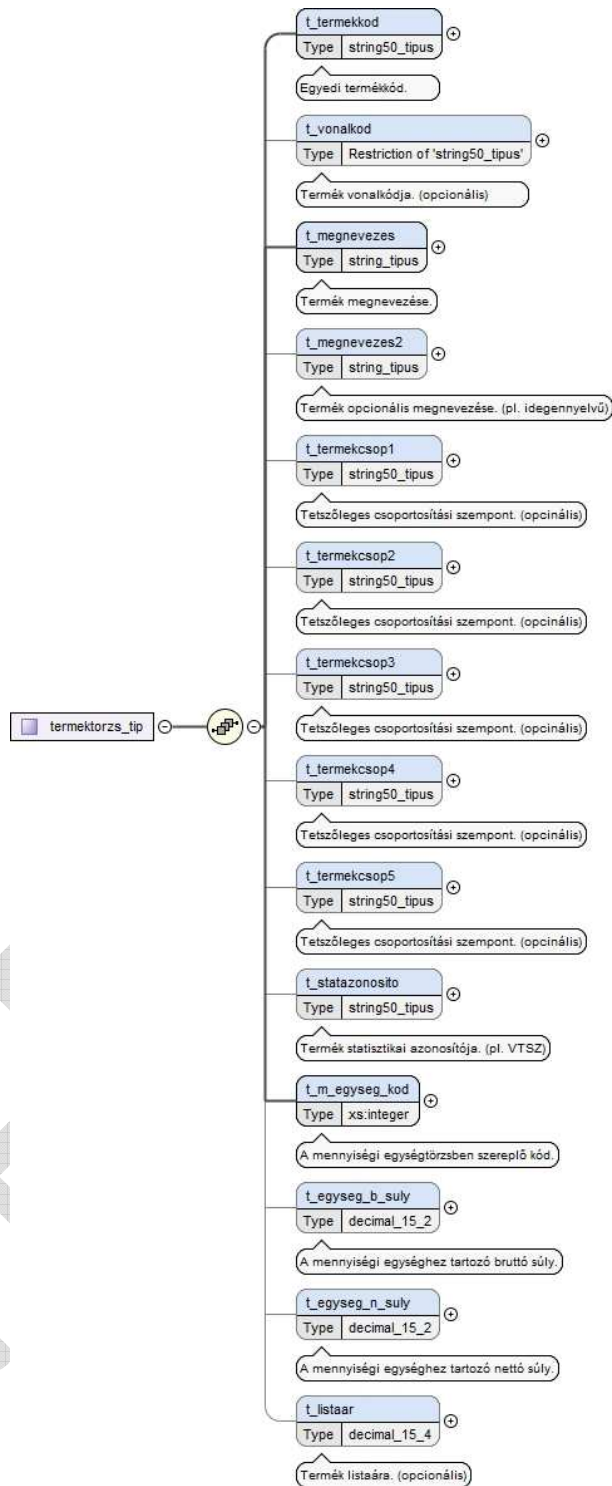 t_termekkod
Type string50_tipus
Egyedi termékkód.
t_vonalkod
Type Restriction of 'string50_tipus'
Termék vonalkódja. (opcionális)
t_megnevezes
Type string_tipus
Termék megnevezése.
t_megnevezes2
Type string_tipus
Termék opcionális megnevezése. (pl. idegennyelvű)
t_termekcsop1
Type string50_tipus
Tetszőleges csoportosítási szempont. (opcinális)
t_termekcsop2
Type string50_tipus
Tetszőleges csoportosítási szempont. (opcinális)
t_termekcsop3
Type string50_tipus
Tetszőleges csoportosítási szempont. (opcinális)
termektorzs_tip
t_termekcsop4
Type string50_tipus
Tetszőleges csoportosítási szempont. (opcinális)
t_termekcsop5
Type string50_tipus
Tetszőleges csoportosítási szempont. (opcinális)
t_statazonosito
Type string50_tipus
Termék statisztikai azonosítója. (pl. VTSZ)
t_m_egyseg_kod
Type xs:integer
A mennyiségi egységtörzsben szereplő kód.
t_egyseg_b_suly
Type decimal_15_2
A mennyiségi egységhez tartozó bruttó súly.
t_egyseg_n_suly
Type decimal_15_2
A mennyiségi egységhez tartozó nettó súly.
t_listaar
Type decimal_15_4
Termék listaára. (opcionális)